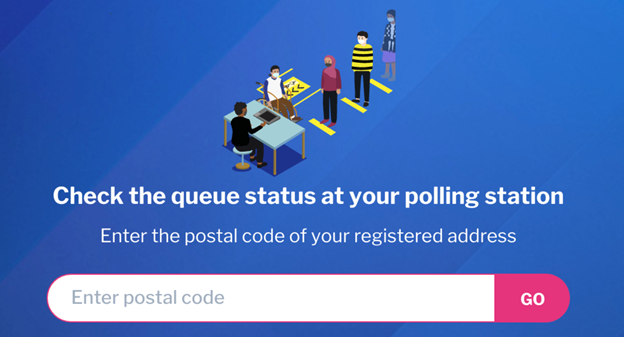 Check the queue status at your polling station
Enter the postal code of your registered address
Enter postal code
GO